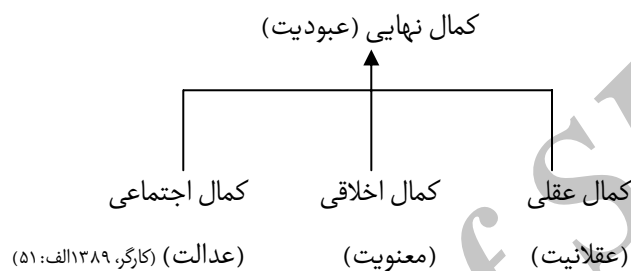 کمال نهایی (عبودیت)
کمال عقلی کمال اخلاقی کمال اجتماعی
(عقلانیت) (معنویت) (عدالت) (کارگر، ۱۳۸۹الف: ۵۱)